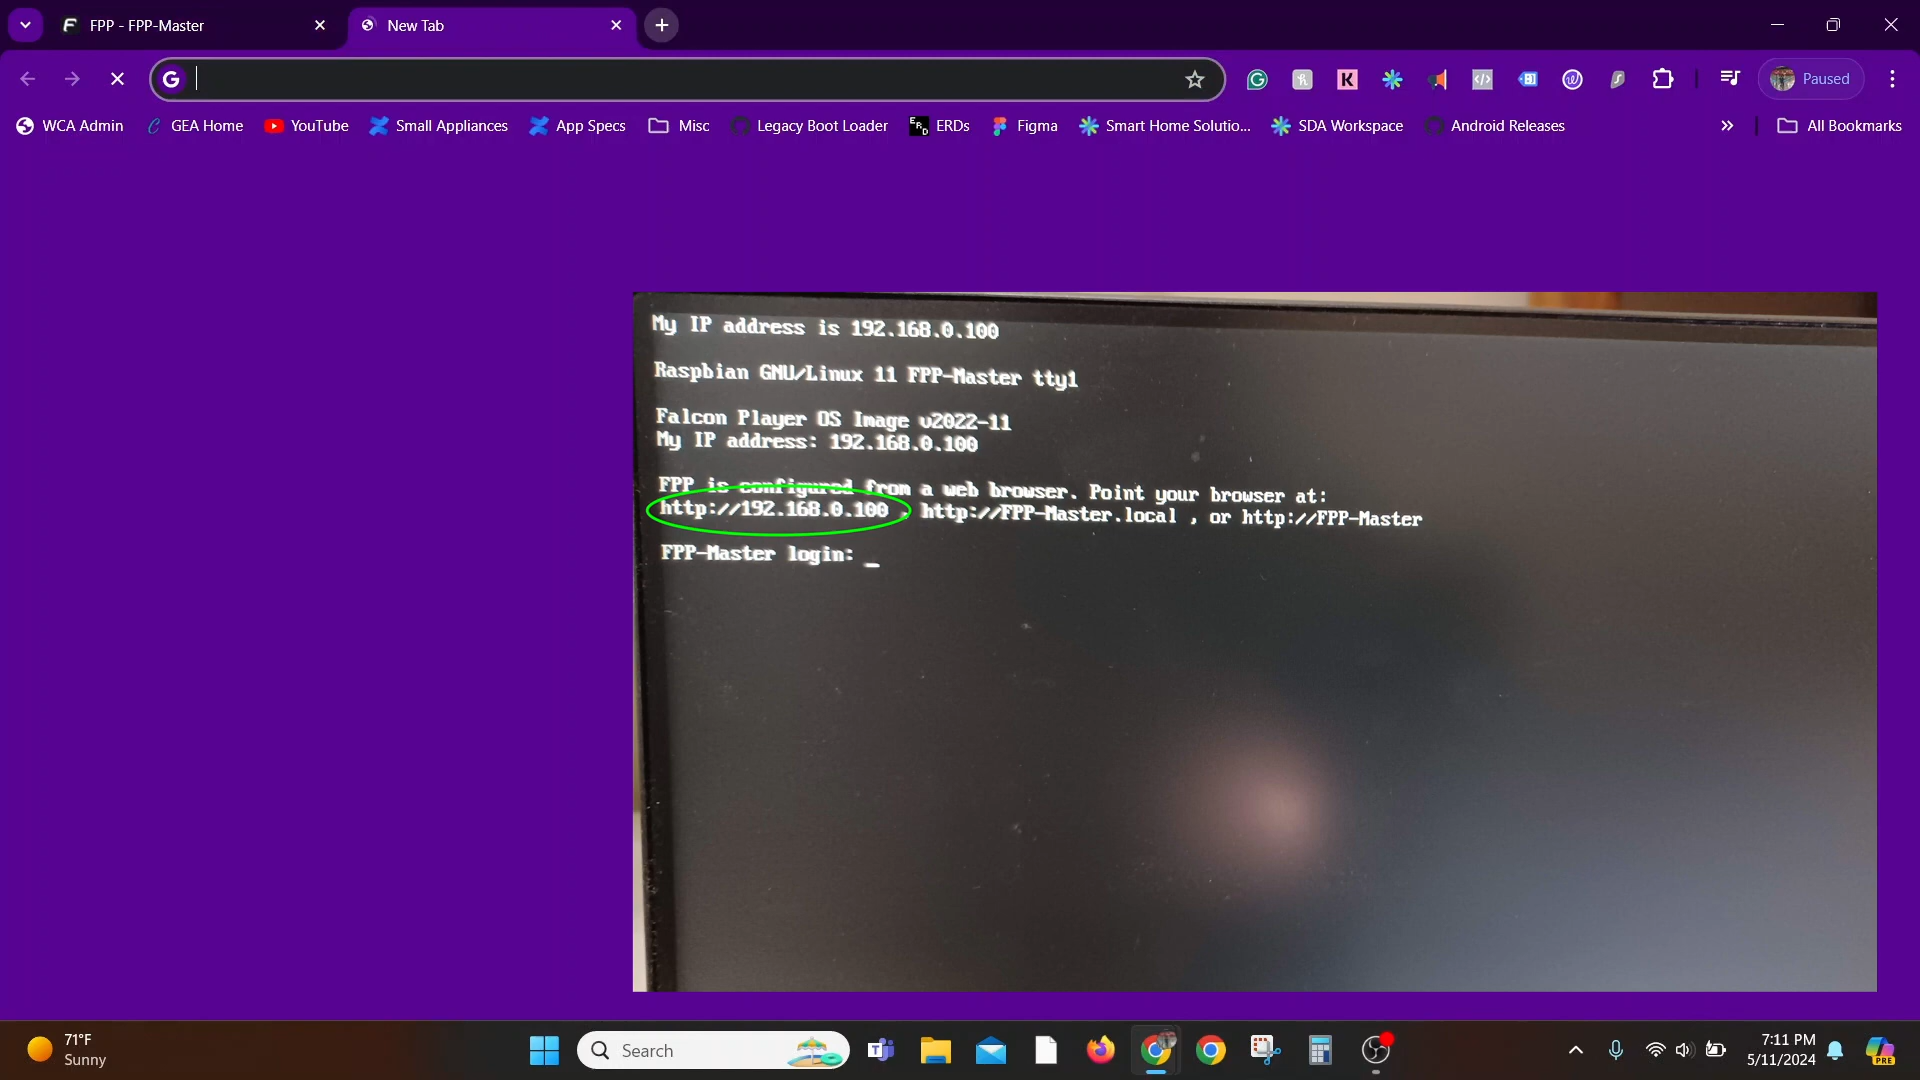 FPP - FPP-Master
New Tab
Paused
WCA Admin
GEA Home
YouTube
Small Appliances
App Specs
Misc
Legacy Boot Loader
ERDs
Figma
Smart Home Solutio...
SDA Workspace
Android Releases
All Bookmarks
My IP address is 192.168.0.100
Raspbian GNU/Linux 11 FPP-Master tty1
Falcon Player OS Image v2022-11
My IP address: 192.168.0.100
FPP is configured from a web browser. Point your browser at:
http://192.168.0.100 , http://FPP-Master.local , or http://FPP-Master
FPP-Master login: _
71°F
Sunny
Search
7:11 PM
5/11/2024
PRE